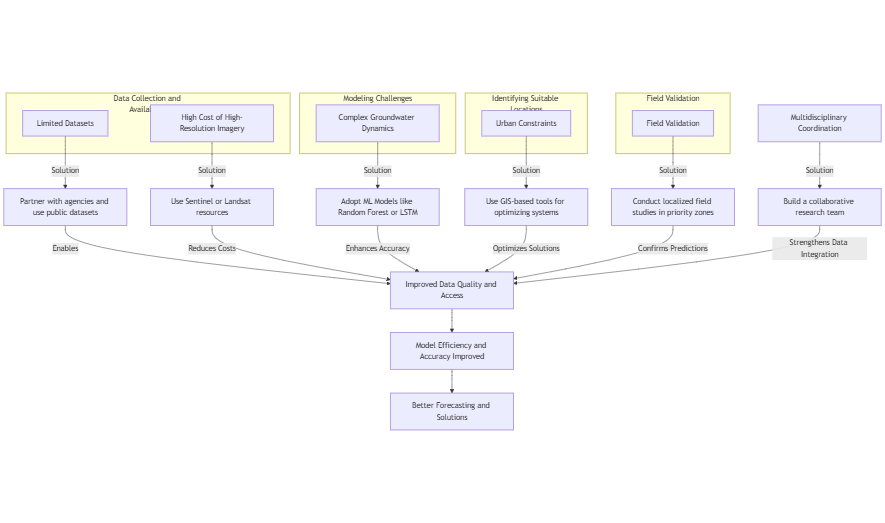 Data Collection and
Modeling Challenges
Identifying Suitable
Field Validation
Limited Datasets
High Cost of High-
Resolution Imagery
Complex Groundwater
Dynamics
Urban Constraints
Field Validation
Multidisciplinary
Coordination
Solution
Solution
Solution
Solution
Solution
Solution
Partner with agencies and
use public datasets
Use Sentinel or Landsat
resources
Adopt ML Models like
Random Forest or LSTM
Use GIS-based tools for
optimizing systems
Conduct localized field
studies in priority zones
Build a collaborative
research team
Enables
Reduces Costs
Enhances Accuracy
Optimizes Solutions
Confirms Predictions
Strengthens Data
Integration
Improved Data Quality and
Access
Model Efficiency and
Accuracy Improved
Better Forecasting and
Solutions